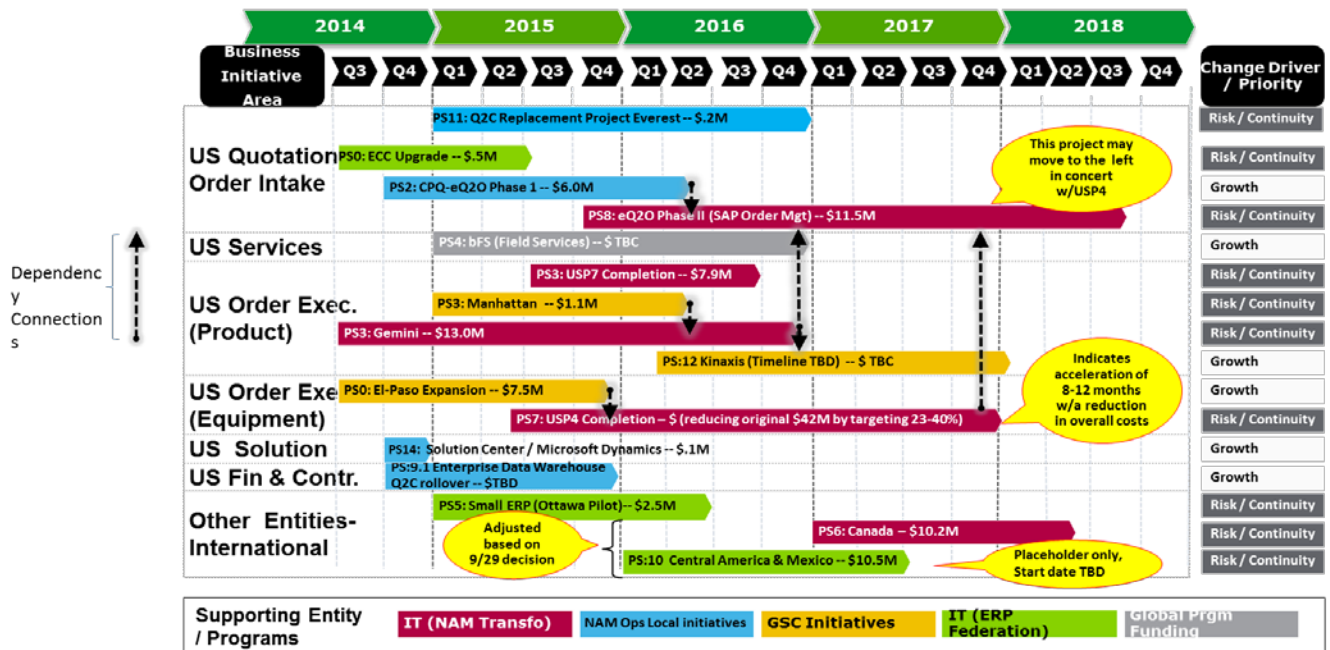 2014
2015
2016
2017
2018
Business
Initiative
Area
Q3
Q4
Q1
Q2
Q3
Q4
Q1
Q2
Q4
Q1
Q2
Q3
Q4
Q1
Q2
Q3
Q4
Change Driver
/ Priority
PS11: Q2C Replacement Project Everest -- $.2M
Risk / Continuity
US Quotation
Order Intake
PS0: ECC Upgrade -- $.5M
Risk / Continuity
PS2: CPQ-eQ2O Phase 1 -- $6.0M
Growth
PS8: eQ2O Phase II (SAP Order Mgt) -- $11.5M
Risk / Continuity
This project may
move to the left
in concert
w/USP4
US Services
PS4: bFS (Field Services) -- $ TBC
Growth
Dependenc
y
Connection
s
US Order Exec.
(Product)
PS3: USP7 Completion -- $7.9M
Risk / Continuity
PS3: Manhattan -- $1.1M
Risk / Continuity
PS3: Gemini -- $13.0M
Risk / Continuity
PS:12 Kinaxis (Timeline TBD) -- $ TBC
Growth
Indicates
acceleration of
8-12 months
w/a reduction
in overall costs
US Order Exe
(Equipment)
PS0: El-Paso Expansion -- $7.5M
Growth
PS7: USP4 Completion – $ (reducing original $42M by targeting 23-40%)
Risk / Continuity
US Solution
PS14: Solution Center / Microsoft Dynamics -- $.1M
Growth
US Fin & Contr.
PS:9.1 Enterprise Data Warehouse
Q2C rollover -- $TBD
Growth
Other Entities-
International
PS5: Small ERP (Ottawa Pilot)-- $2.5M
Risk / Continuity
Adjusted
based on
9/29 decision
PS6: Canada -- $10.2M
Risk / Continuity
PS:10 Central America & Mexico -- $10.5M
Risk / Continuity
Placeholder only,
Start date TBD
Supporting Entity
/ Programs
IT (NAM Transfo)
NAM Ops Local initiatives
GSC Initiatives
IT (ERP
Federation)
Global Prgm
Funding